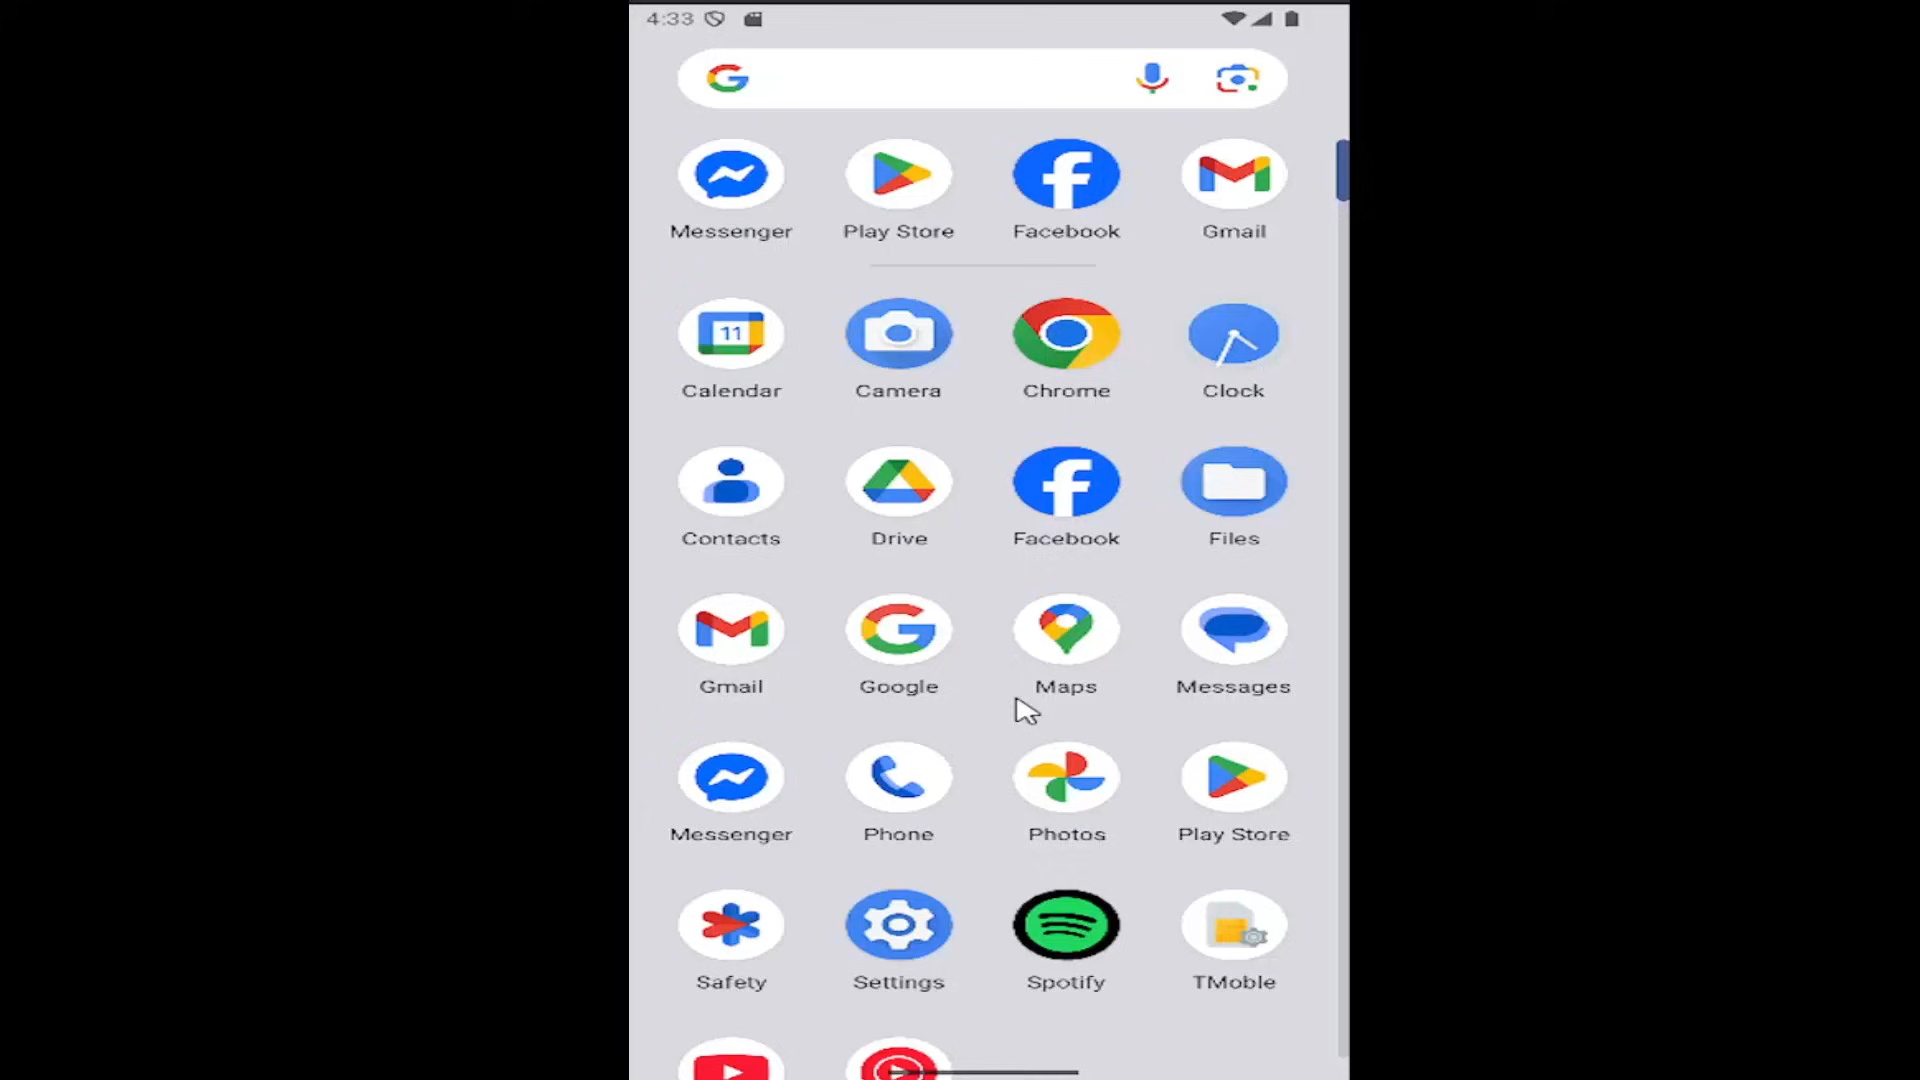 4:33
Messenger Play Store Facebook Gmail
11
Calendar Camera Chrome Clock
Contacts Drive Facebook Files
Gmail Google Maps Messages
Messenger Phone Photos Play Store
Safety Settings Spotify TMoble